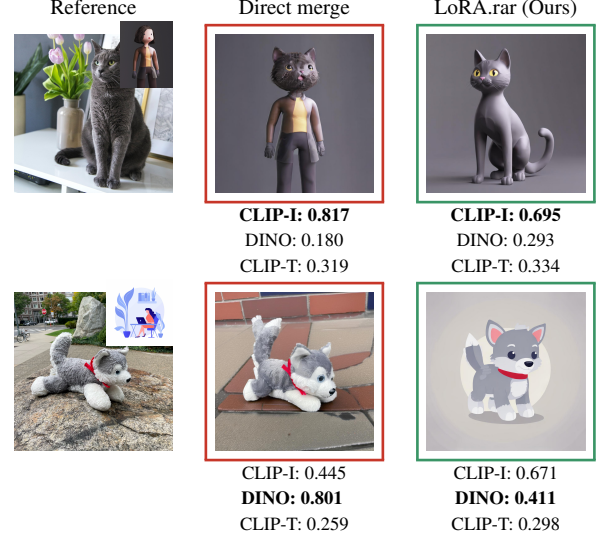 Reference Direct merge LoRA.rar (Ours)
CLIP-I: 0.817 CLIP-I: 0.695
DINO: 0.180 DINO: 0.293
CLIP-T: 0.319 CLIP-T: 0.334
CLIP-I: 0.445 CLIP-I: 0.671
DINO: 0.801 DINO: 0.411
CLIP-T: 0.259 CLIP-T: 0.298